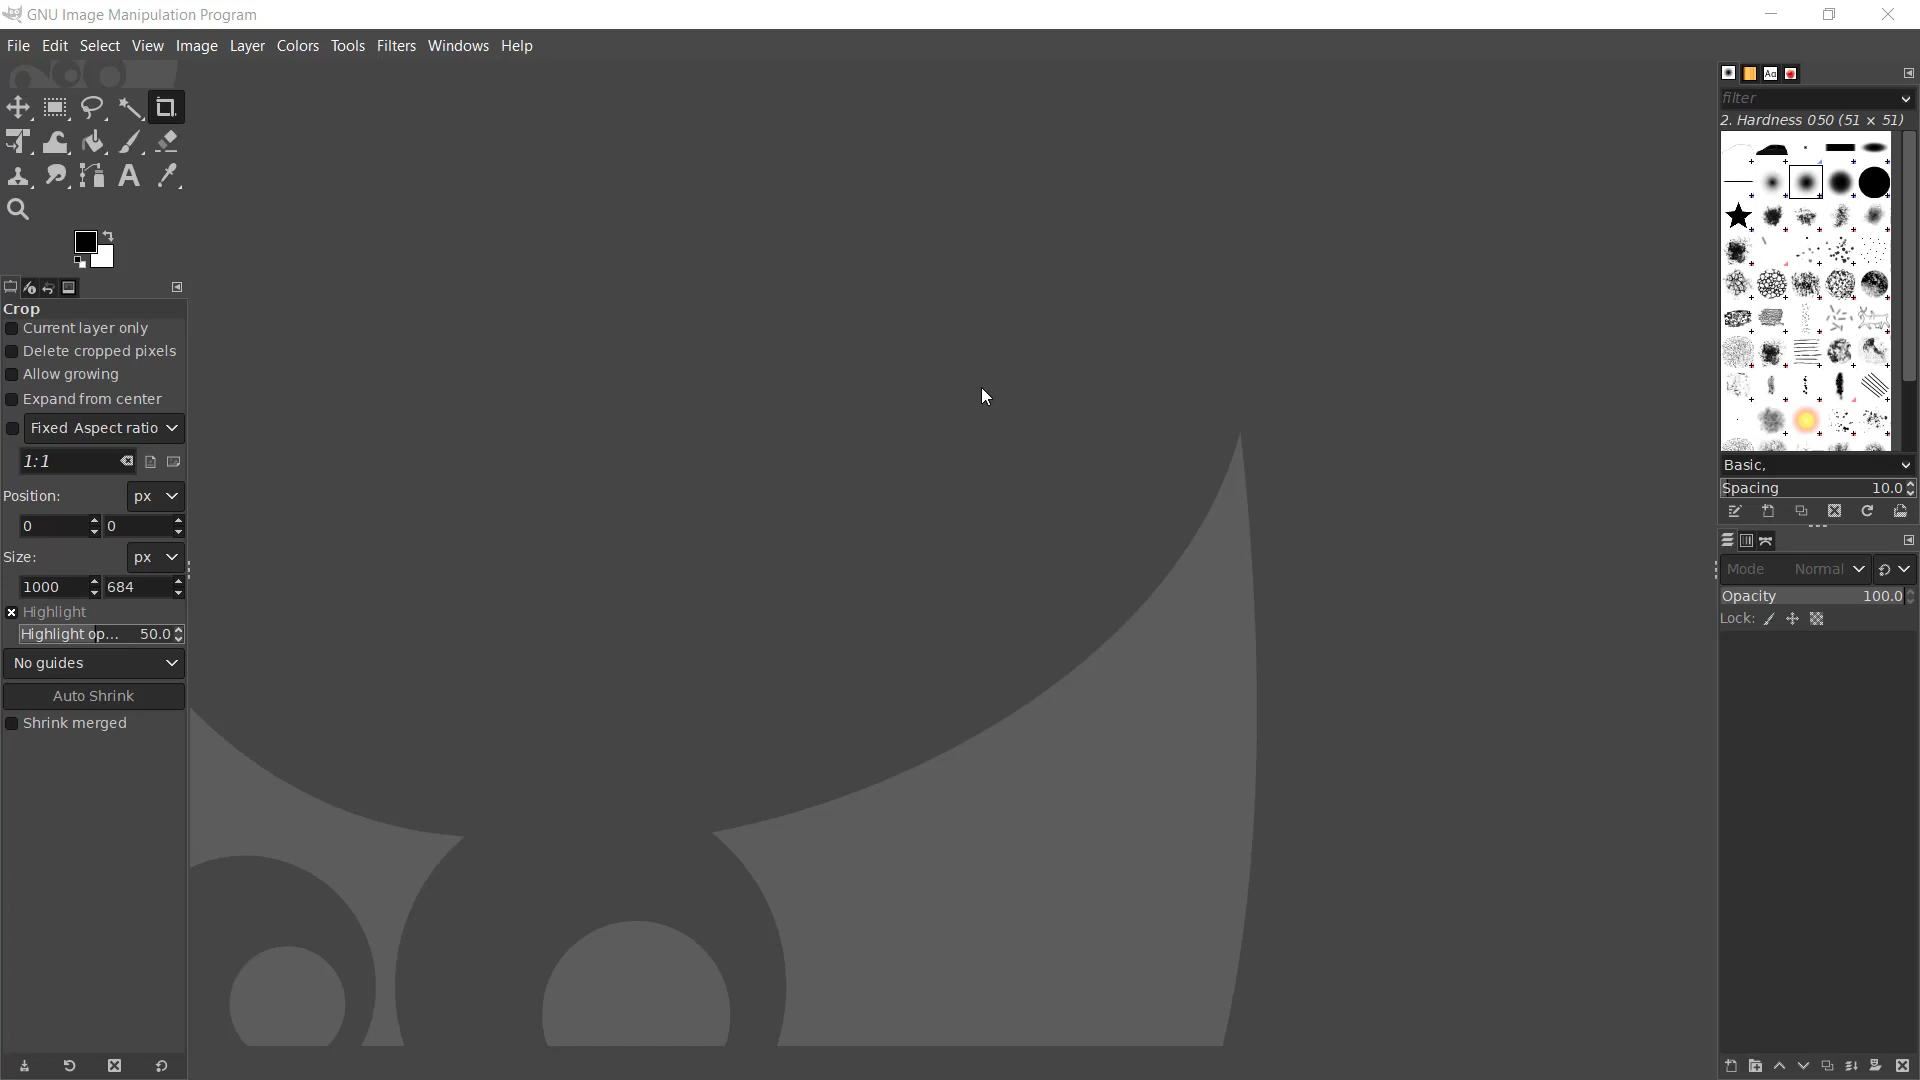 GNU Image Manipulation Program
File Edit Select View Image Layer Colors Tools Filters Windows Help
Crop
Current layer only
Delete cropped pixels
Allow growing
Expand from center
Fixed Aspect ratio
1:1
Position: px
0 0
Size: px
1000 684
Highlight
Highlight op... 50.0
No guides
Auto Shrink
Shrink merged
Aa
filter
2. Hardness 050 (51 × 51)
Basic,
Spacing 10.0
Mode Normal
Opacity 100.0
Lock: